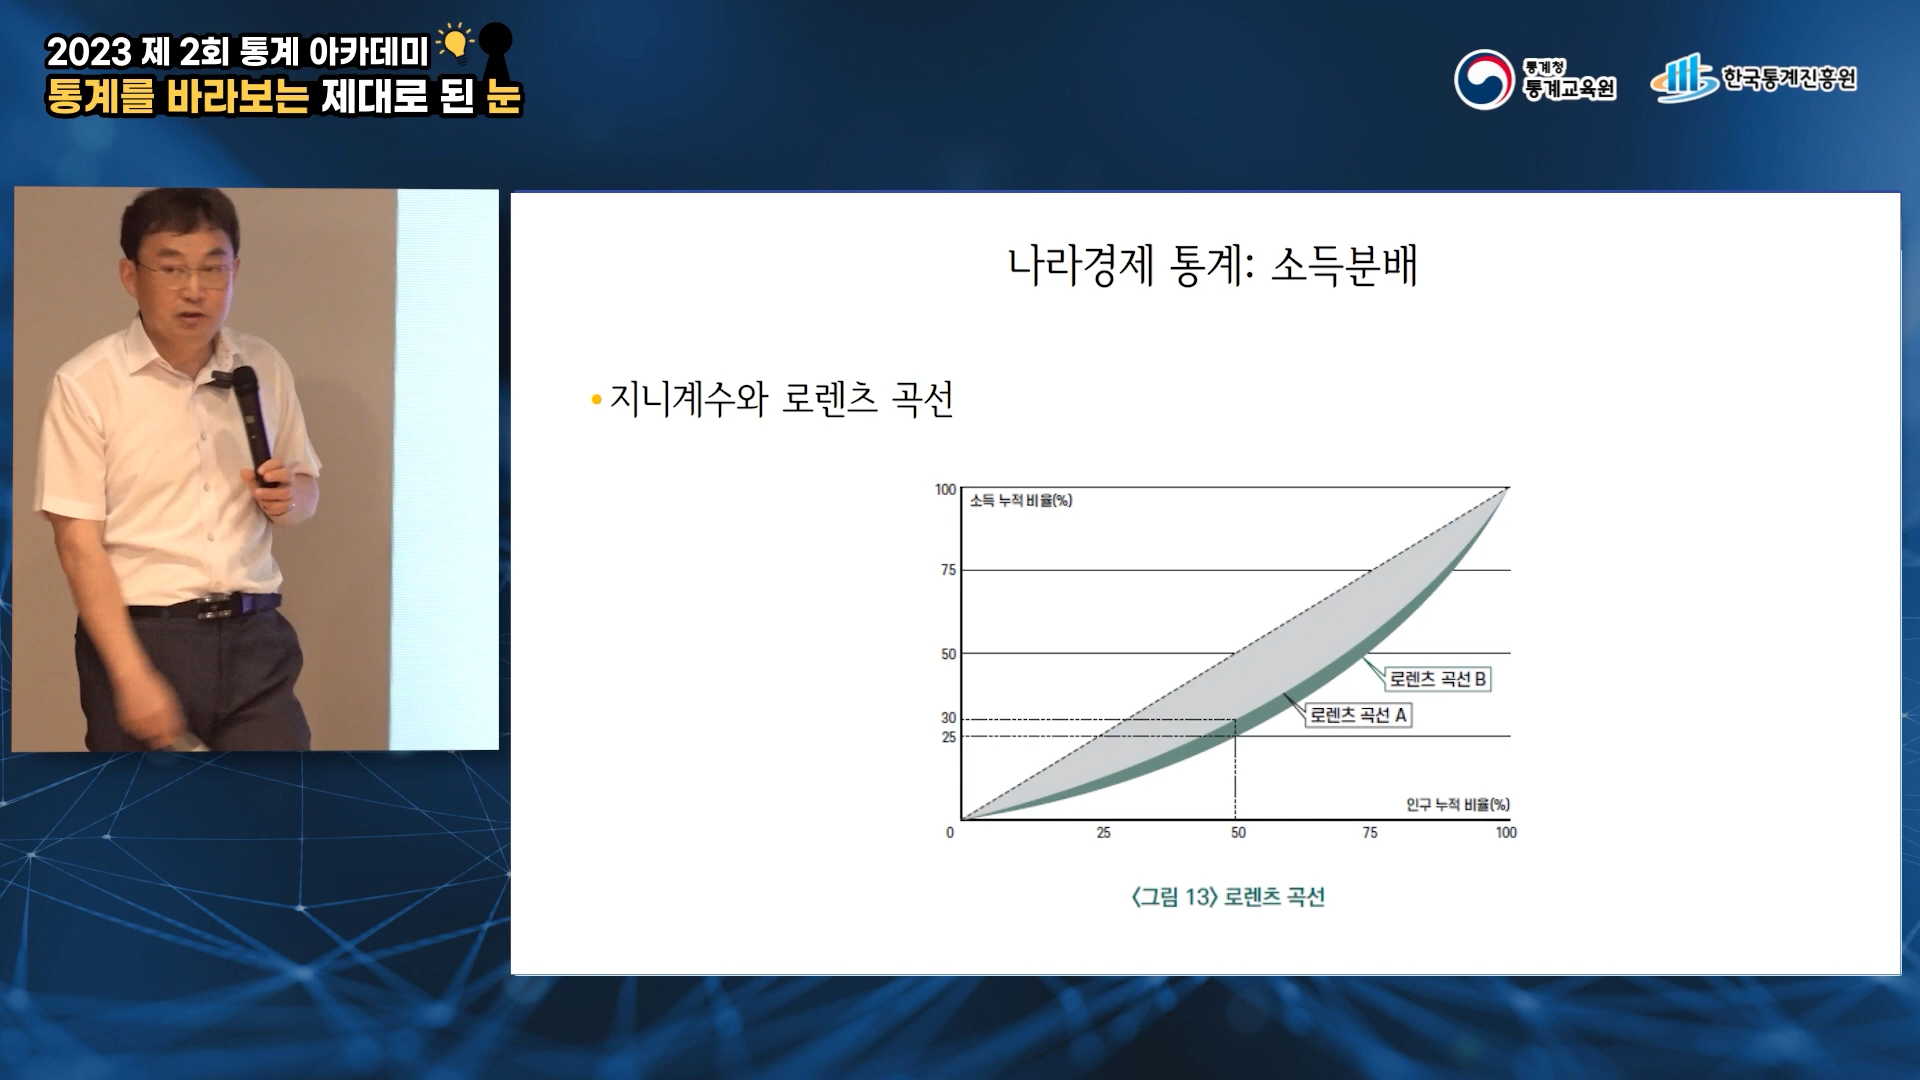 2023 제 2회 통계 아카데미
통계를 바라보는 제대로 된 눈
통계청
통계교육원
한국통계진흥원
나라경제 통계: 소득분배
• 지니계수와 로렌츠 곡선
100
소득 누적 비율(%)
75
50
30
25
로렌츠 곡선 B
로렌츠 곡선 A
인구 누적 비율(%)
0
25
50
75
100
〈그림 13〉 로렌츠 곡선